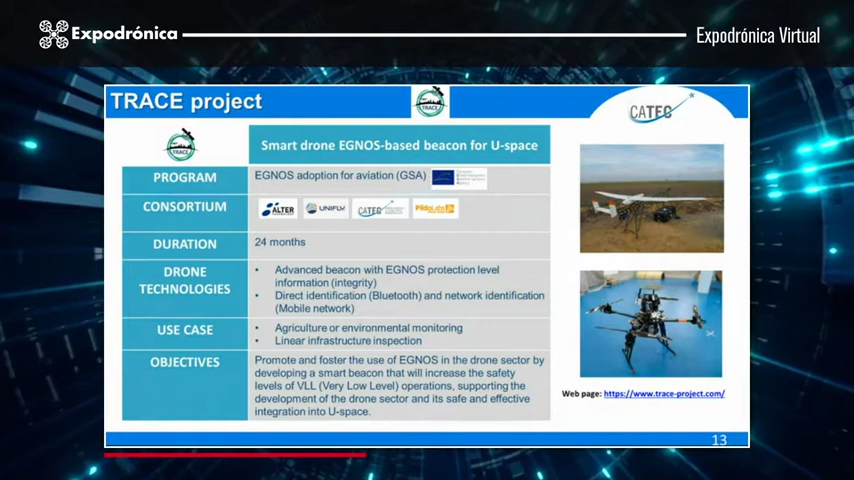 Expodrónica
Expodrónica Virtual
TRACE project
TRACE
CATEC
TRACE
Smart drone EGNOS-based beacon for U-space
PROGRAM
EGNOS adoption for aviation (GSA)
CONSORTIUM
ALTER
UNIFLY
CATEC
PildoLabs
DURATION
24 months
DRONE
TECHNOLOGIES
• Advanced beacon with EGNOS protection level
information (integrity)
• Direct identification (Bluetooth) and network identification
(Mobile network)
USE CASE
• Agriculture or environmental monitoring
• Linear infrastructure inspection
OBJECTIVES
Promote and foster the use of EGNOS in the drone sector by
developing a smart beacon that will increase the safety
levels of VLL (Very Low Level) operations, supporting the
development of the drone sector and its safe and effective
integration into U-space.
Web page: https://www.trace-project.com/
13